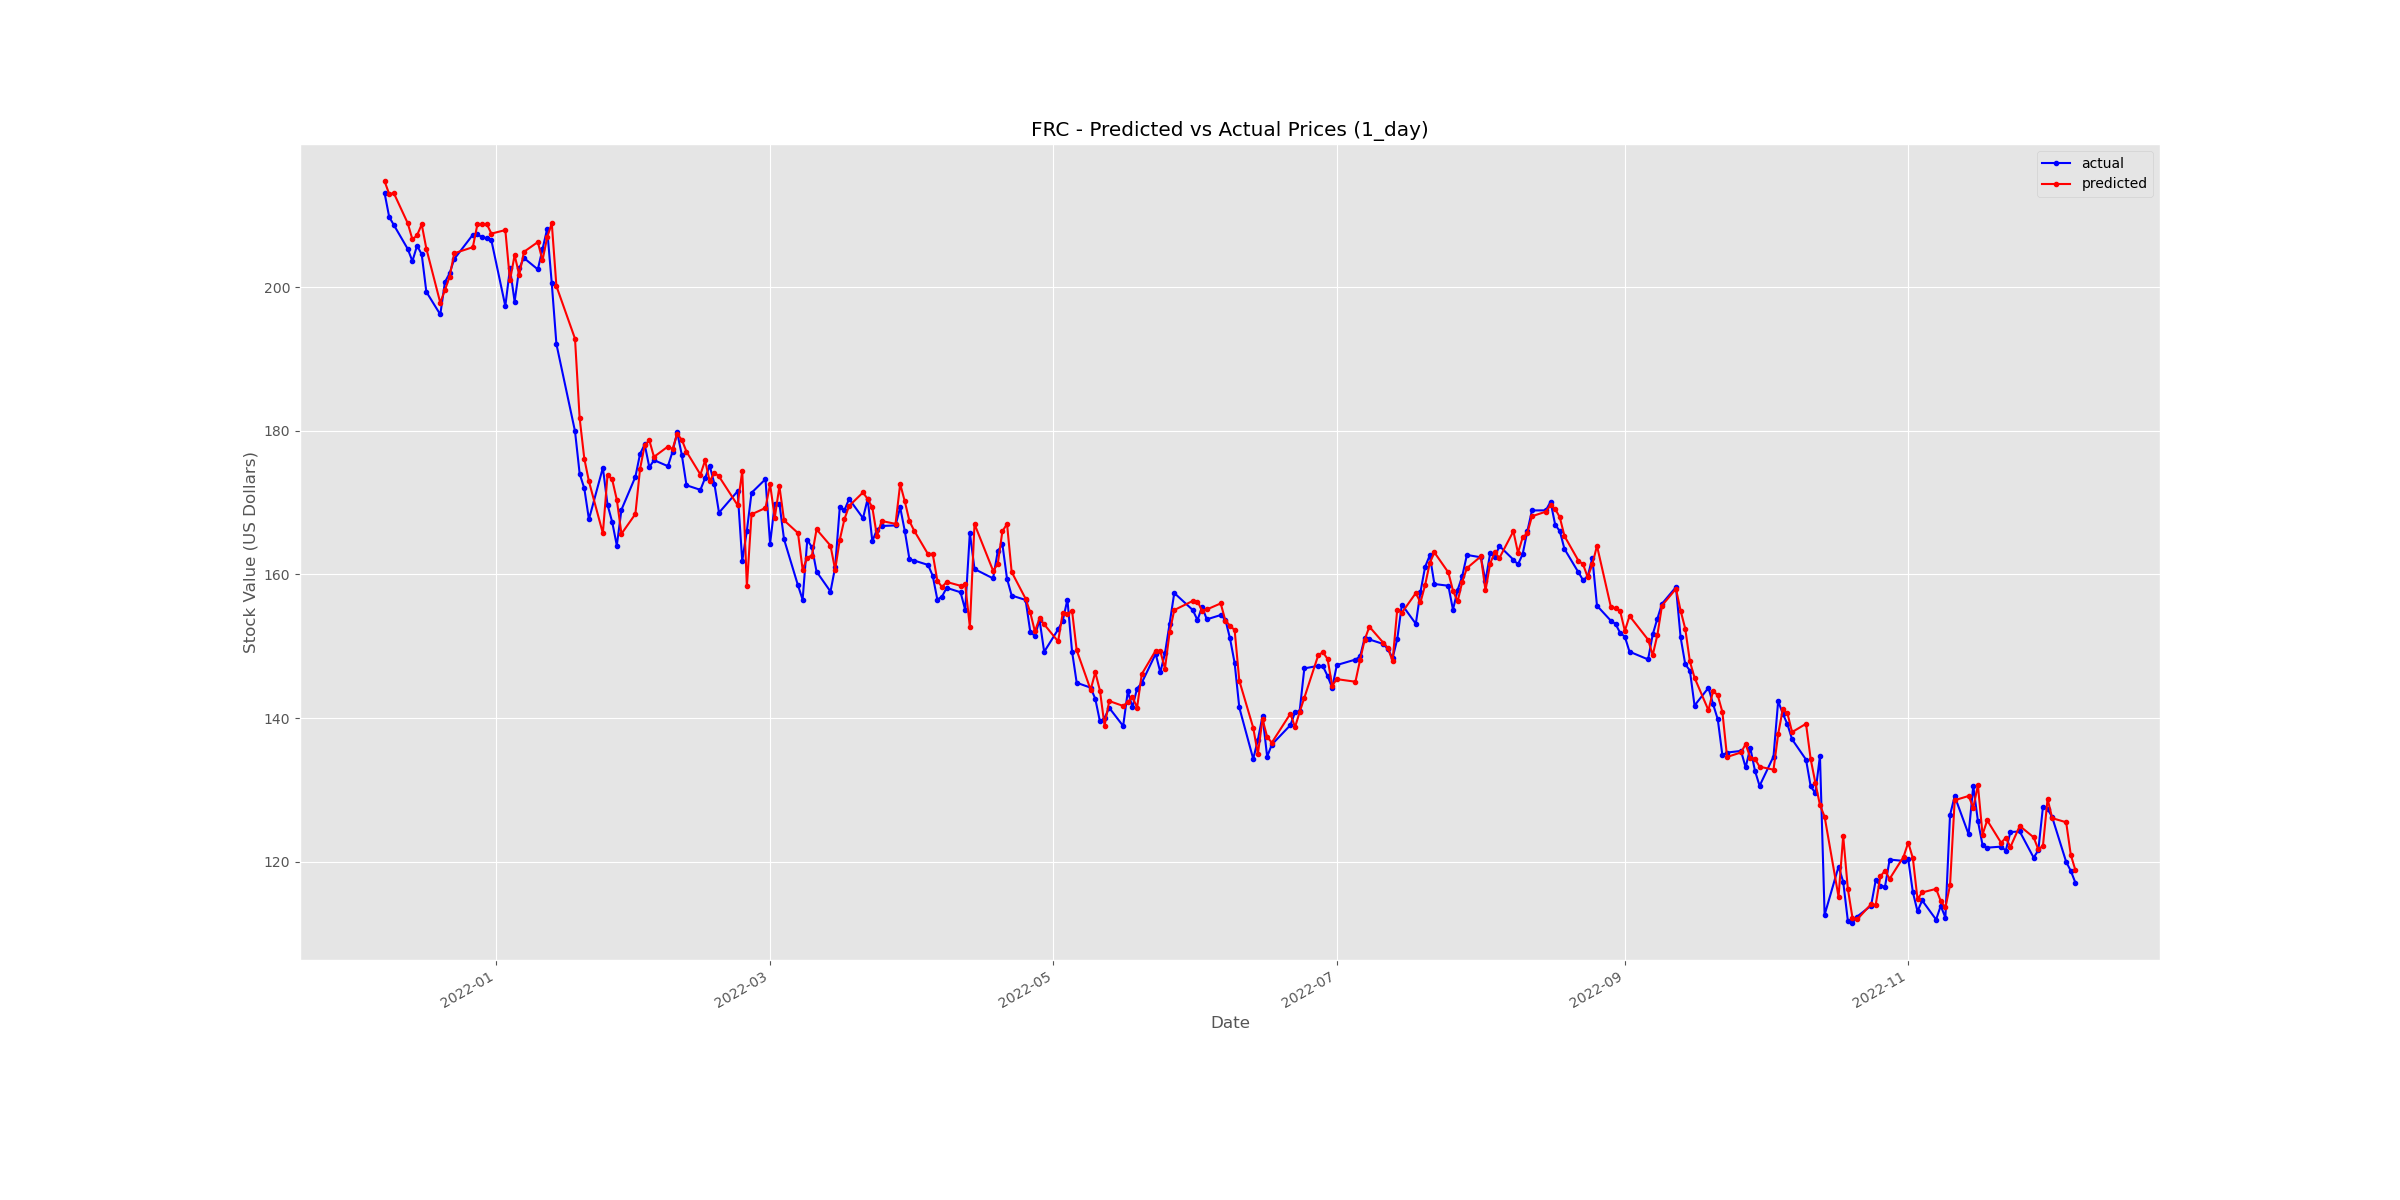 FRC - Predicted vs Actual Prices (1_day)
actual
predicted
Stock Value (US Dollars)
200
180
160
140
120
2022-01
2022-03
2022-05
2022-07
2022-09
2022-11
Date